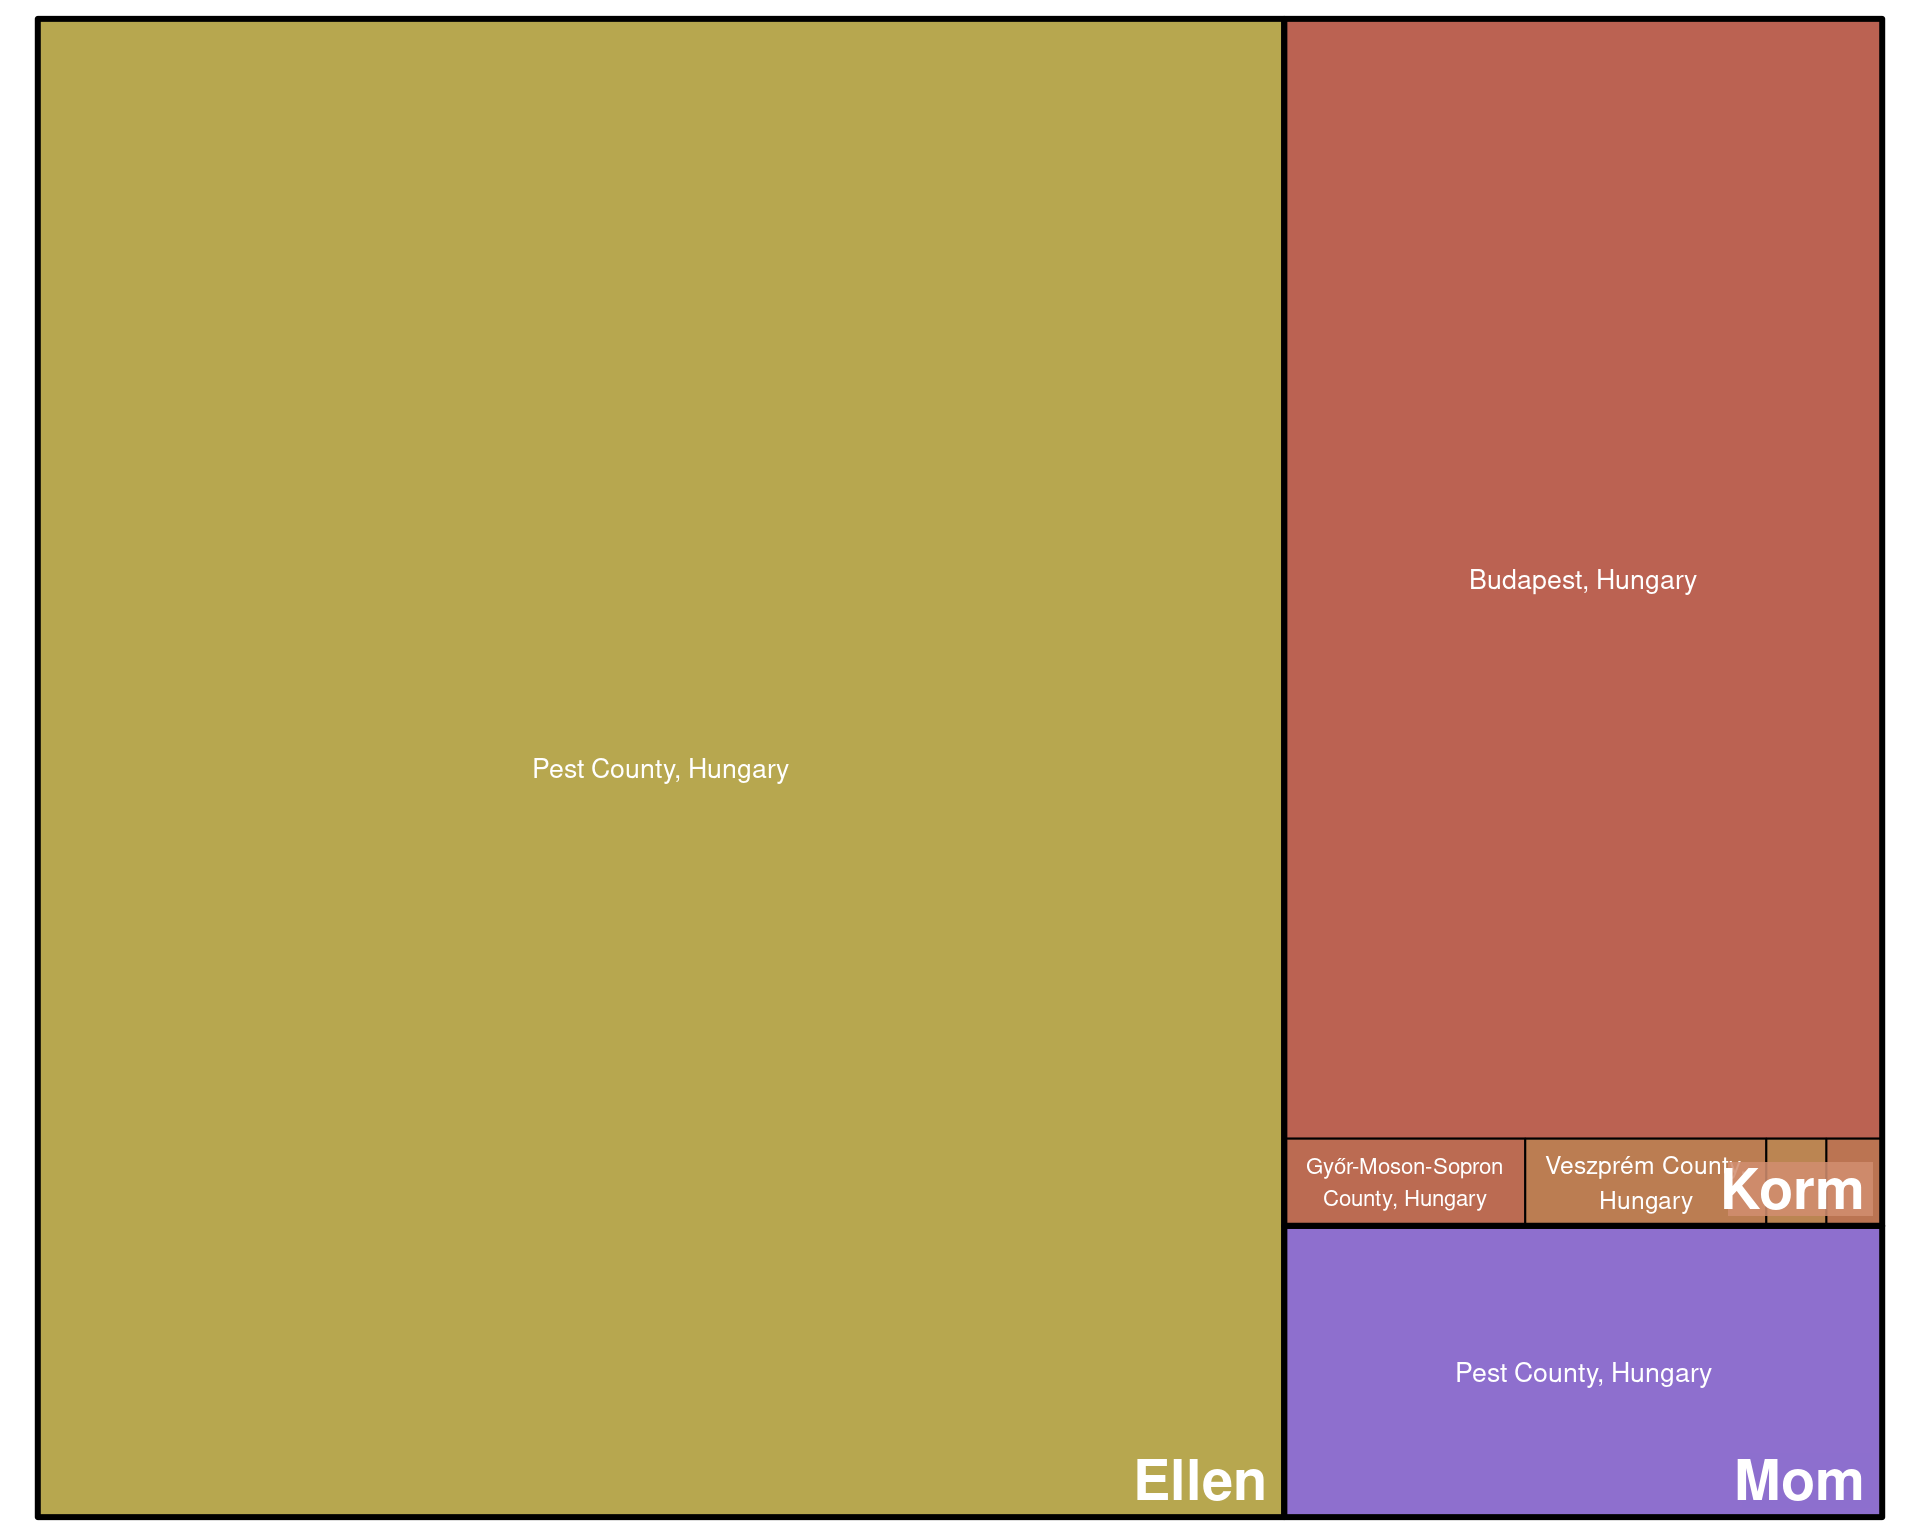 Budapest, Hungary
Pest County, Hungary
Győr-Moson-Sopron
County, Hungary
Veszprém County
Hungary
Korm
Pest County, Hungary
Ellen
Mom